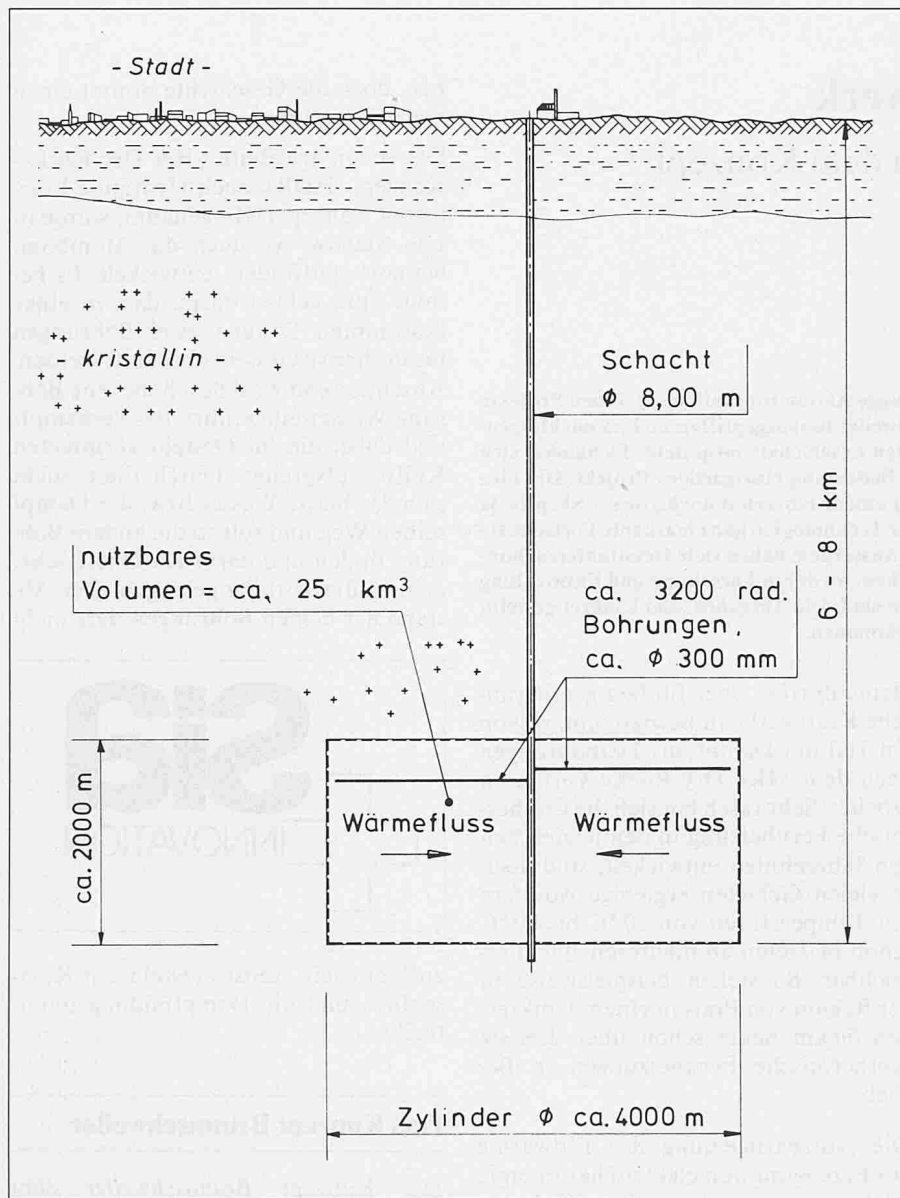 - Stadt -
- kristallin -
Schacht
ϕ 8,00 m
6 - 8 km
nutzbares
Volumen = ca. 25 km³
ca. 3200 rad.
Bohrungen,
ca. ϕ 300 mm
ca. 2000 m
Wärmefluss
Wärmefluss
Zylinder ϕ ca. 4000 m